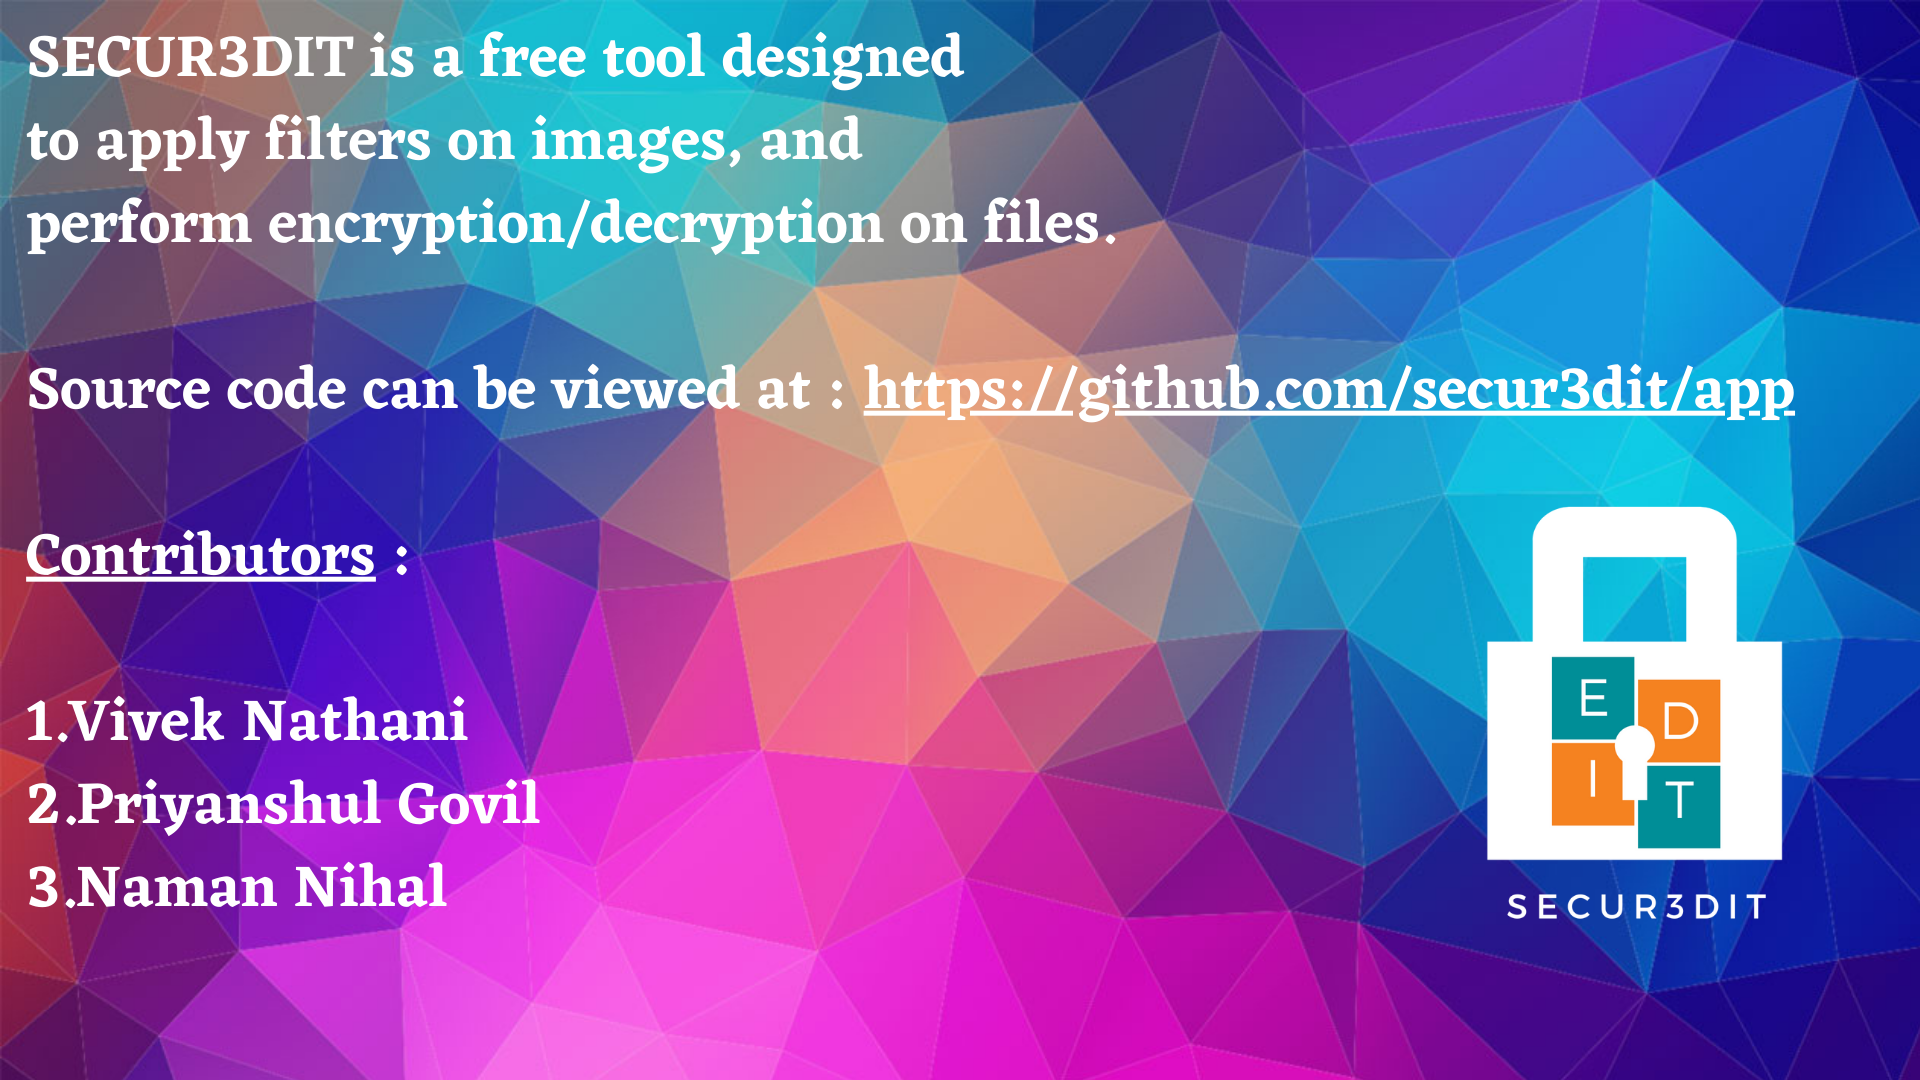 SECUR3DIT is a free tool designed
to apply filters on images, and
perform encryption/decryption on files.
Source code can be viewed at : https://github.com/secur3dit/app
Contributors :
1.Vivek Nathani
2.Priyanshul Govil
3.Naman Nihal
E D
I T
SECUR3DIT